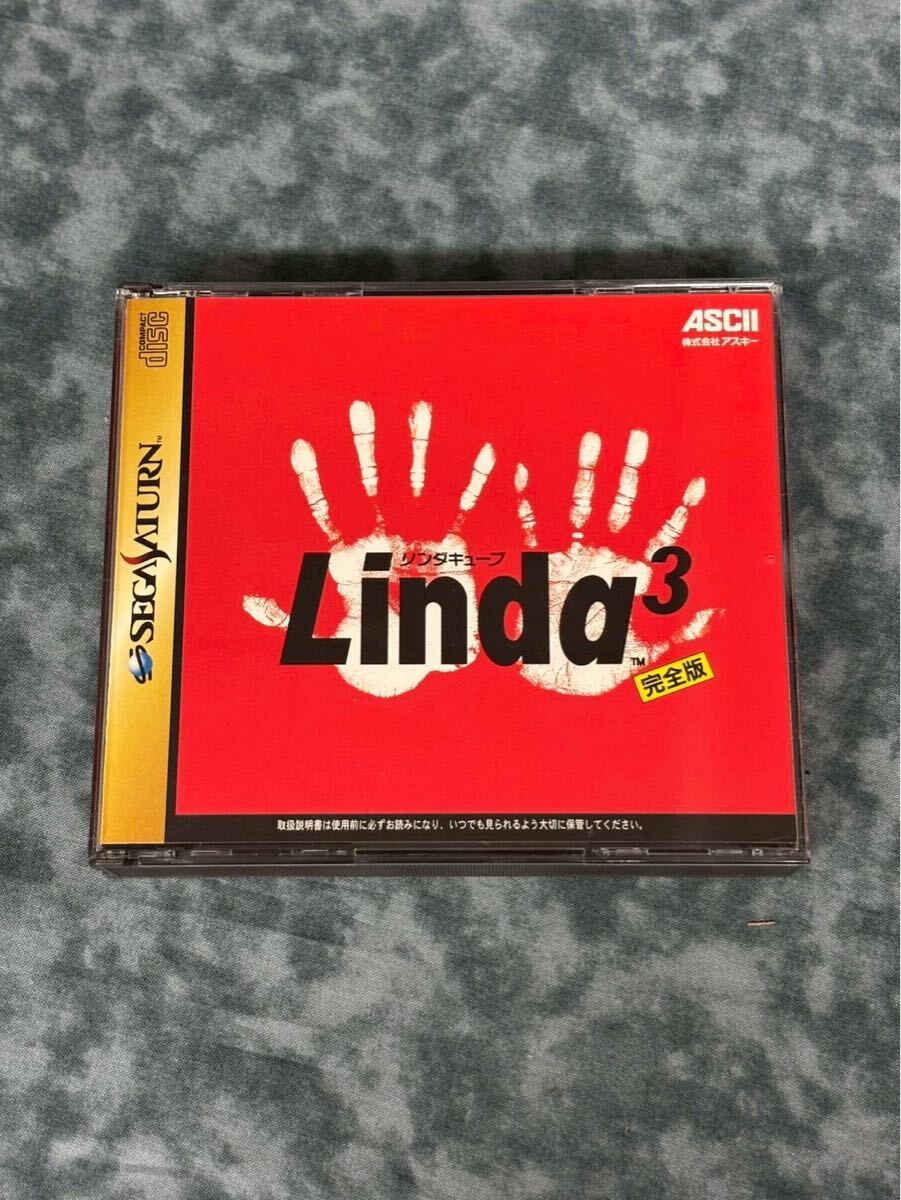 COMPACT
disc
SEGA SATURN™
ASCII
株式会社アスキー
リンダキューブ
Linda³™
完全版
取扱説明書は使用前に必ずお読みになり、いつでも見られるよう大切に保管してください。